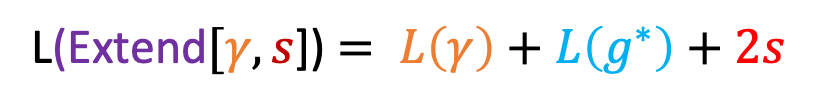 L(Extend[γ, s]) = L(γ) + L(g*) + 2s